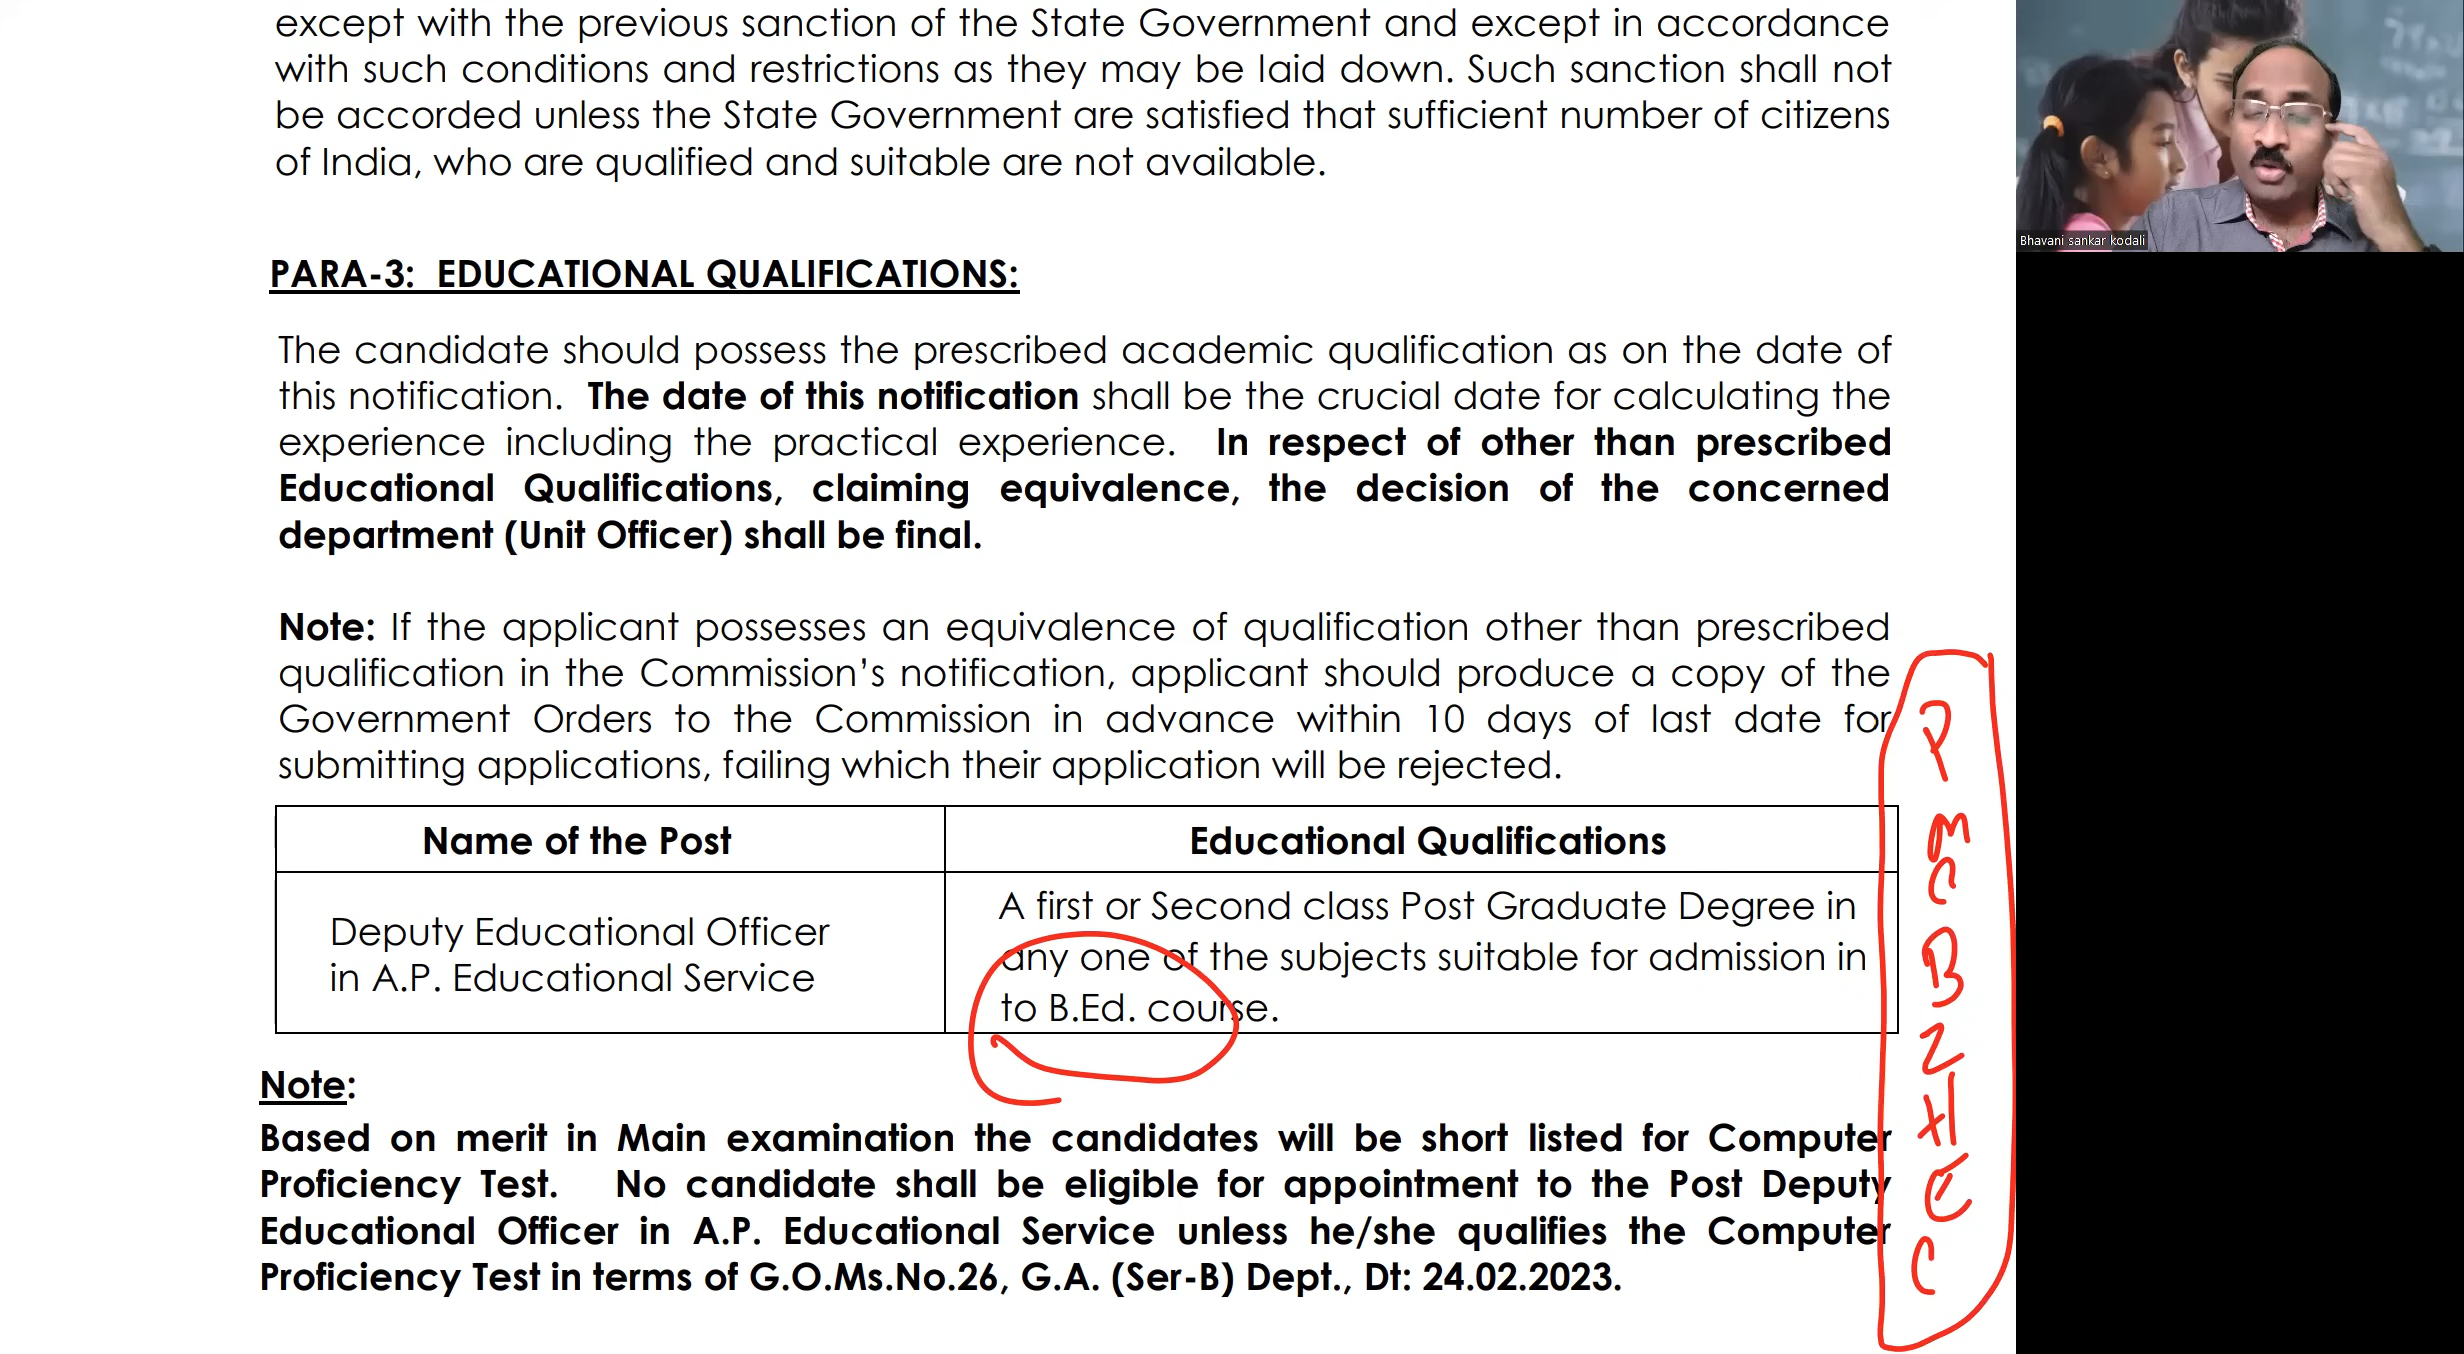 except with the previous sanction of the State Government and except in accordance
with such conditions and restrictions as they may be laid down. Such sanction shall not
be accorded unless the State Government are satisfied that sufficient number of citizens
of India, who are qualified and suitable are not available.
Bhavani sankar kodali
PARA-3: EDUCATIONAL QUALIFICATIONS:
The candidate should possess the prescribed academic qualification as on the date of
this notification. The date of this notification shall be the crucial date for calculating the
experience including the practical experience. In respect of other than prescribed
Educational Qualifications, claiming equivalence, the decision of the concerned
department (Unit Officer) shall be final.
Note: If the applicant possesses an equivalence of qualification other than prescribed
qualification in the Commission’s notification, applicant should produce a copy of the
Government Orders to the Commission in advance within 10 days of last date for
submitting applications, failing which their application will be rejected.
Name of the Post
Educational Qualifications
Deputy Educational Officer
in A.P. Educational Service
A first or Second class Post Graduate Degree in
any one of the subjects suitable for admission in
to B.Ed. course.
Note:
Based on merit in Main examination the candidates will be short listed for Computer
Proficiency Test. No candidate shall be eligible for appointment to the Post Deputy
Educational Officer in A.P. Educational Service unless he/she qualifies the Computer
Proficiency Test in terms of G.O.Ms.No.26, G.A. (Ser-B) Dept., Dt: 24.02.2023.
P
M
C
B
Z
H
E
C